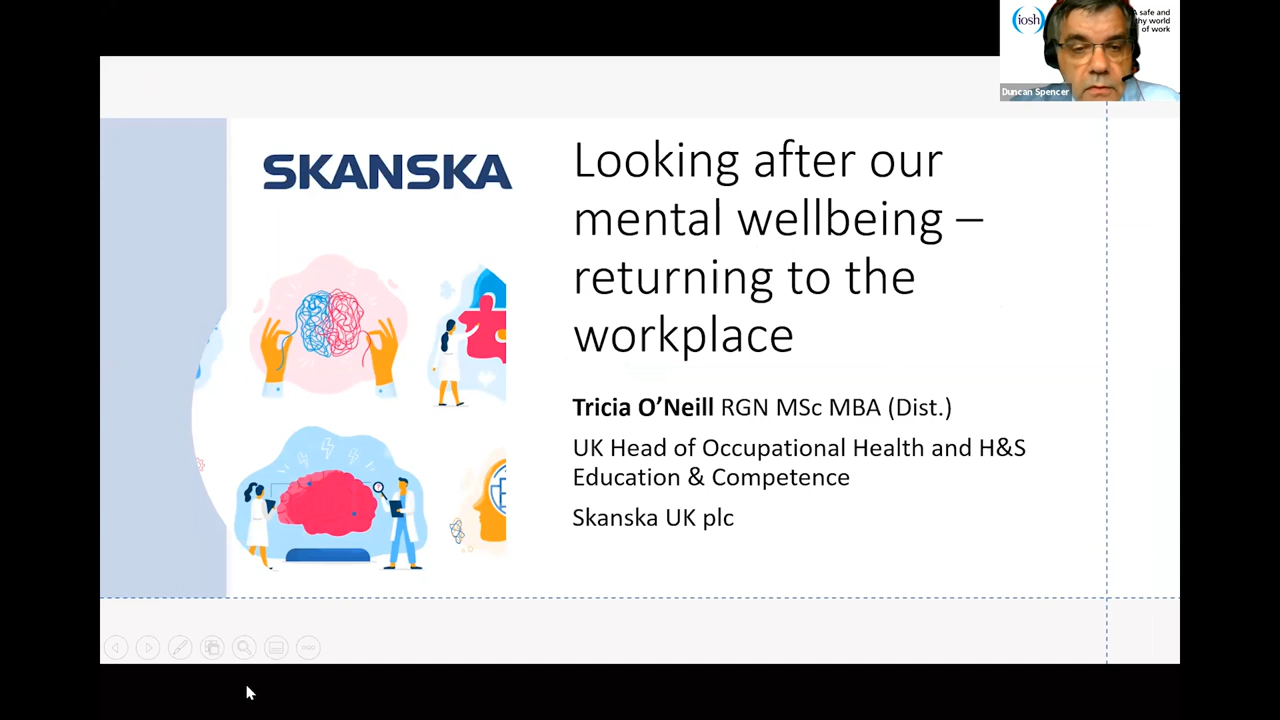 iosh
A safe and
thy world
of work
Duncan Spencer
SKANSKA
Looking after our
mental wellbeing –
returning to the
workplace
Tricia O’Neill RGN MSc MBA (Dist.)
UK Head of Occupational Health and H&S
Education & Competence
Skanska UK plc